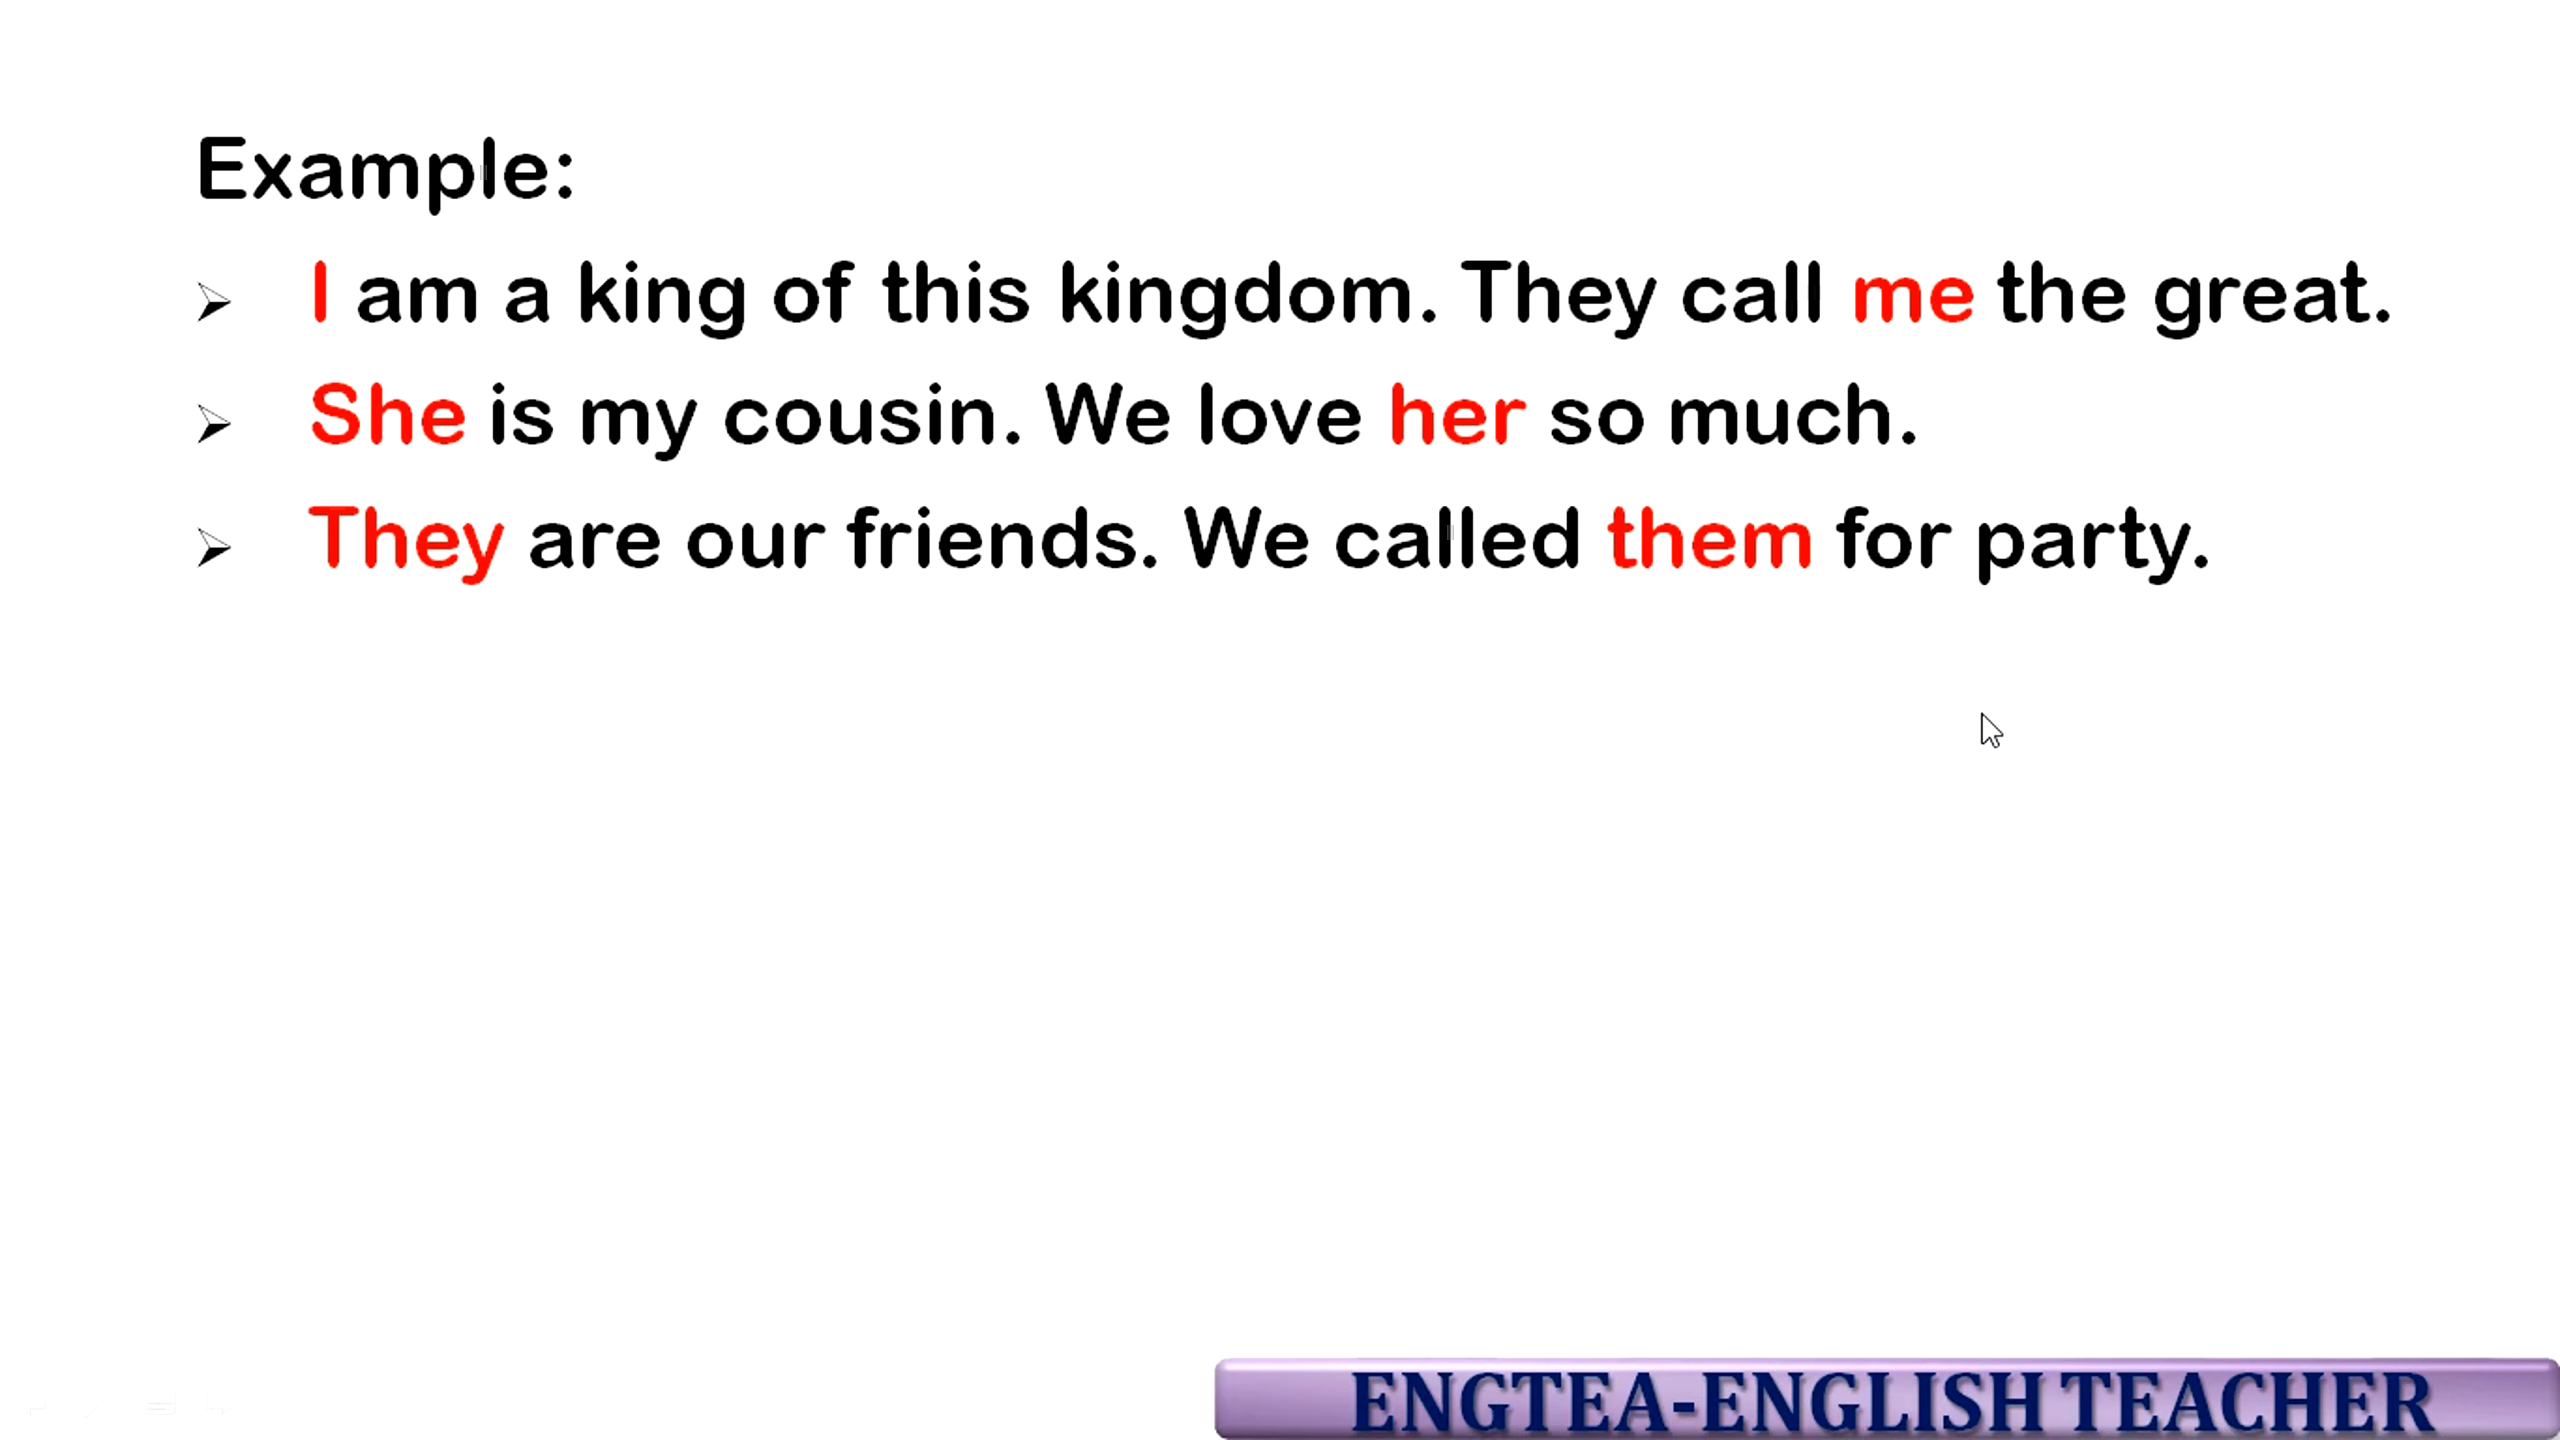 Example:
➢ I am a king of this kingdom. They call me the great.
➢ She is my cousin. We love her so much.
➢ They are our friends. We called them for party.
ENGTEA-ENGLISH TEACHER